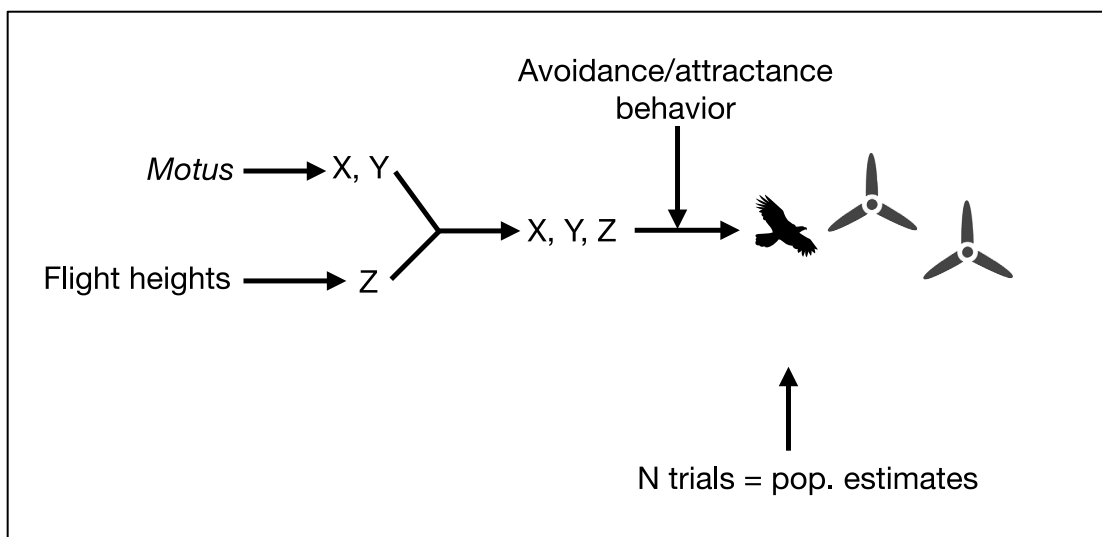 Avoidance/attractance
behavior
Motus
X, Y
X, Y, Z
Flight heights
Z
N trials = pop. estimates